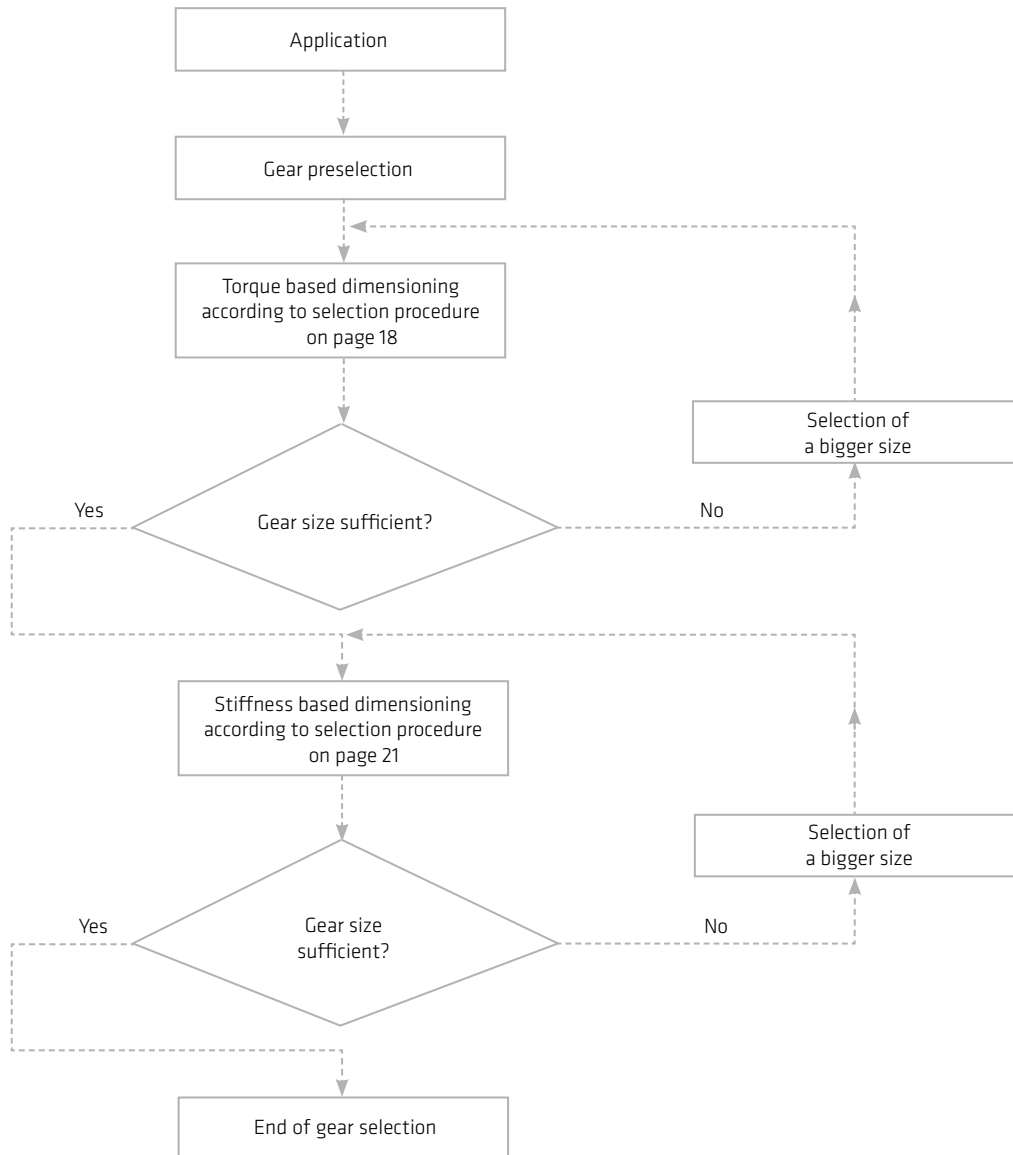 Application
Gear preselection
Torque based dimensioning
according to selection procedure
on page 18
Selection of
a bigger size
Yes
Gear size sufficient?
No
Stiffness based dimensioning
according to selection procedure
on page 21
Selection of
a bigger size
Yes
Gear size
sufficient?
No
End of gear selection